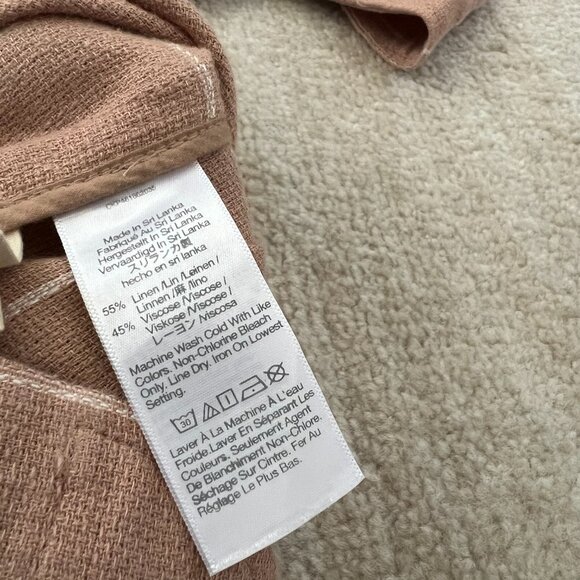 Made in Sri Lanka
Fabriqué Au Sri Lanka
Hergestellt In Sri Lanka
Vervaardigd In Sri Lanka
スリランカ製
hecho en sri lanka
55% Linen /Lin /Leinen /
Linnen /麻 /lino
45% Viscose /Viscose /
Viskose /Viscose /
レーヨン /viscosa
Machine Wash Cold With Like
Colors. Non-Chlorine Bleach
Only. Line Dry. Iron On Lowest
Setting.
30
Laver À La Machine À L'eau
Froide Laver En Séparant Les
Couleurs. Seulement Agent
De Blanchiment Non-Chlore.
Séchage Sur Cintre. Fer Au
Réglage Le Plus Bas.